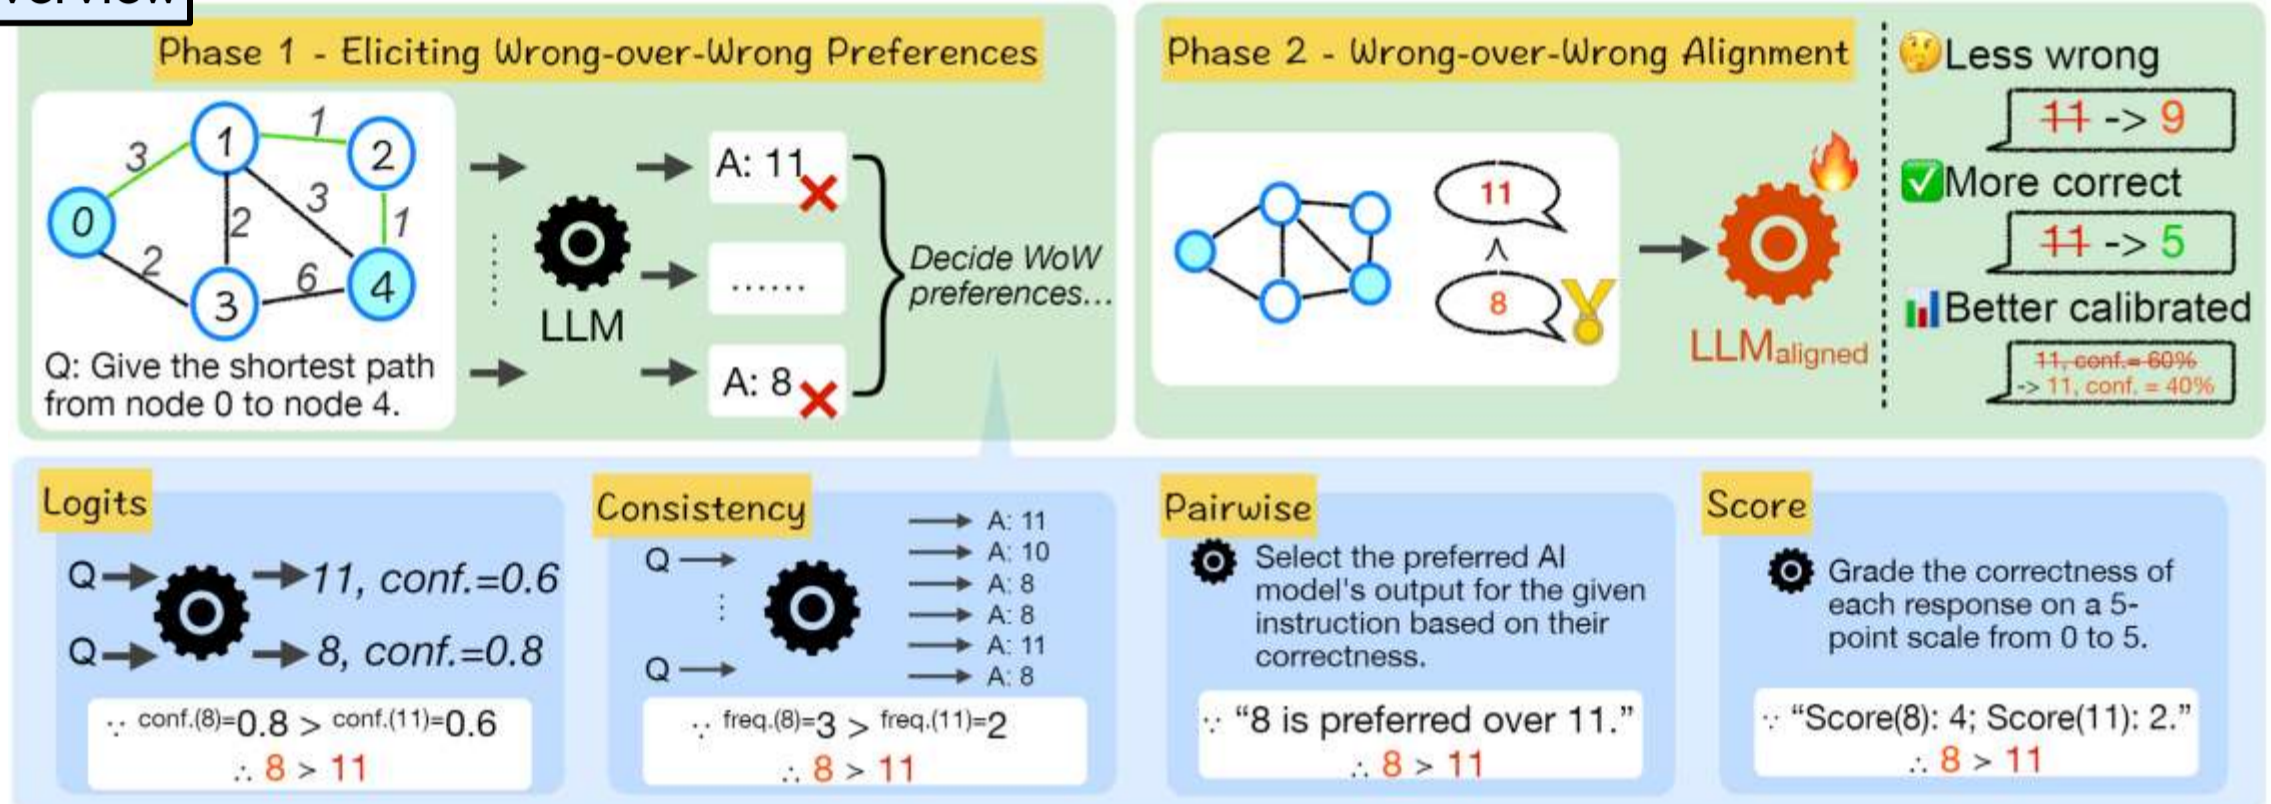 Phase 1 - Eliciting Wrong-over-Wrong Preferences
3
1
1
2
0
2
3
1
2
6
3
4
Q: Give the shortest path
from node 0 to node 4.
LLM
A: 11
......
A: 8
Decide WoW
preferences...
Phase 2 - Wrong-over-Wrong Alignment
11
8
LLMaligned
Less wrong
11 -> 9
More correct
11 -> 5
Better calibrated
11, conf.= 60%
-> 11, conf. = 40%
Logits
Q
11, conf.=0.6
Q
8, conf.=0.8
∵ conf.(8)=0.8 > conf.(11)=0.6
∴ 8 > 11
Consistency
Q
Q
A: 11
A: 10
A: 8
A: 8
A: 11
A: 8
∵ freq.(8)=3 > freq.(11)=2
∴ 8 > 11
Pairwise
Select the preferred AI
model's output for the given
instruction based on their
correctness.
∵ “8 is preferred over 11.”
∴ 8 > 11
Score
Grade the correctness of
each response on a 5-
point scale from 0 to 5.
∵ “Score(8): 4; Score(11): 2.”
∴ 8 > 11